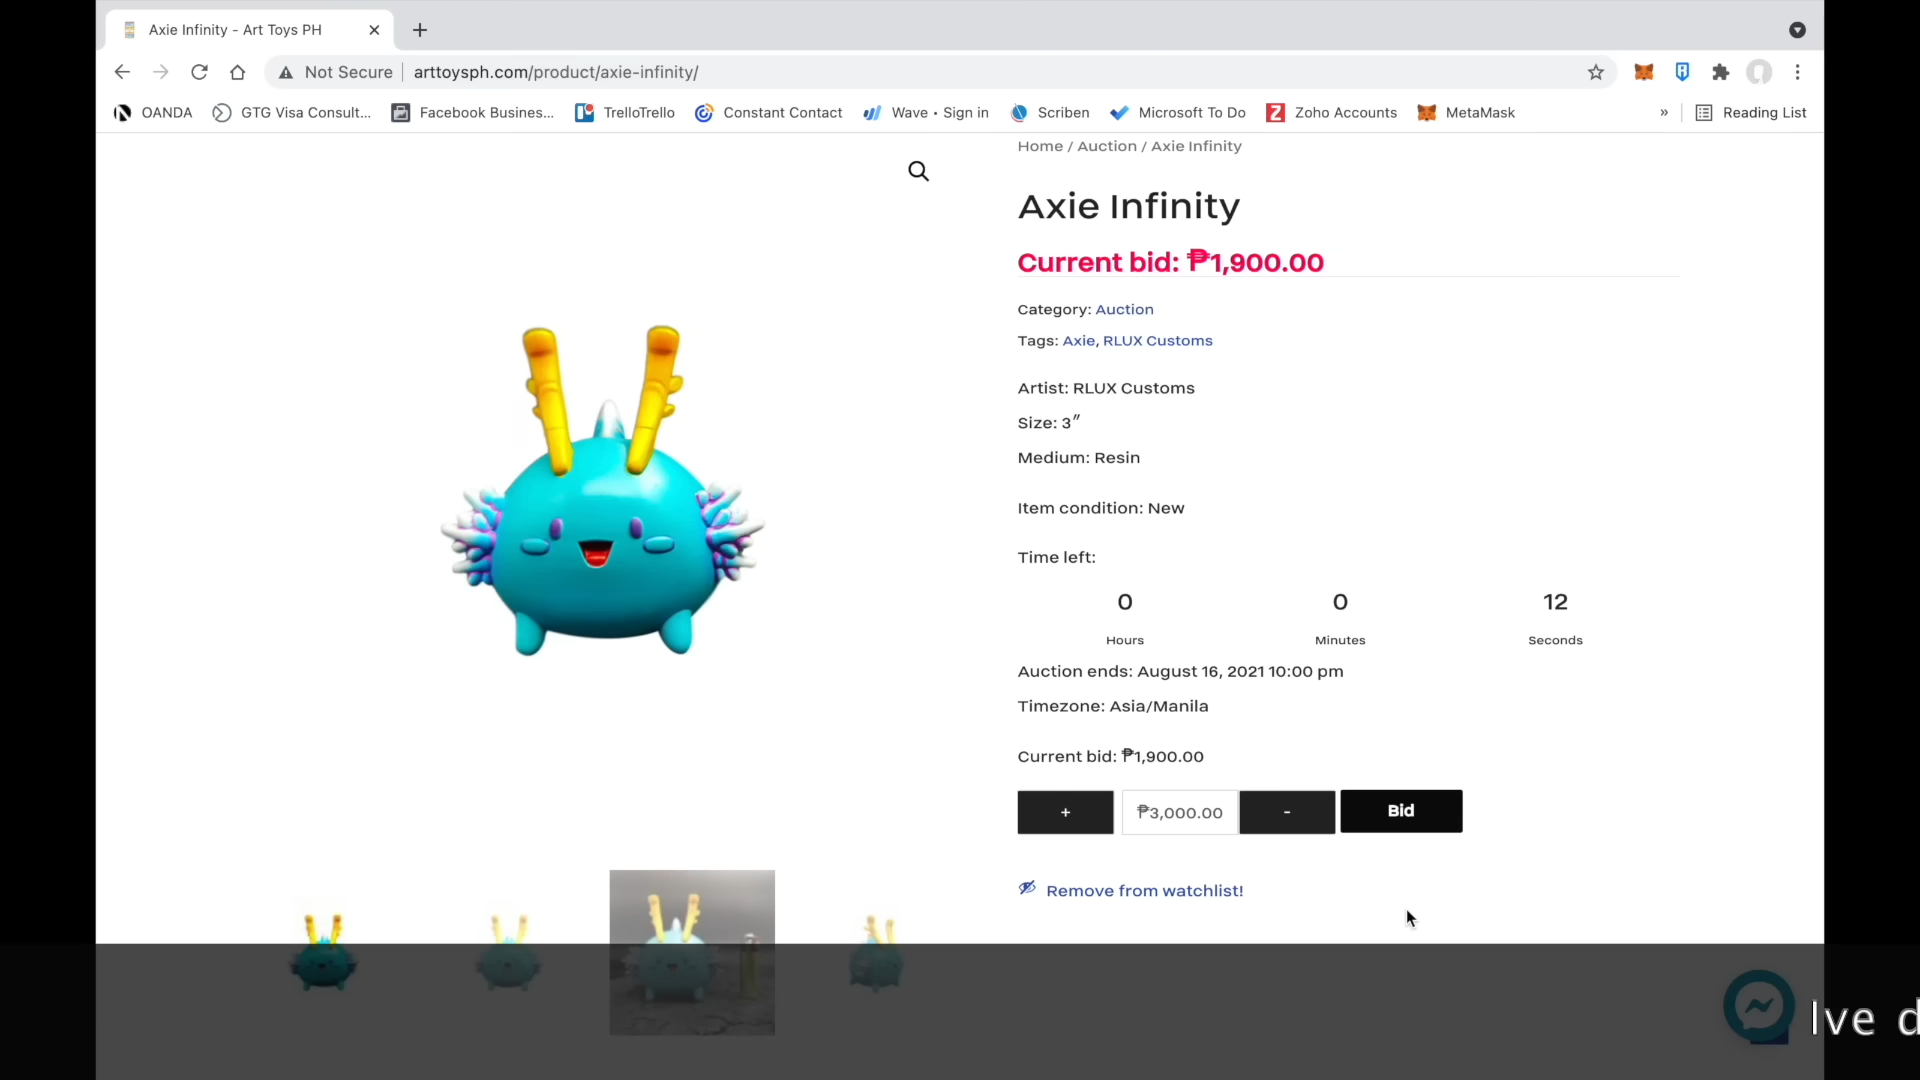 Axie Infinity - Art Toys PH
Not Secure
arttoysph.com/product/axie-infinity/
OANDA
GTG Visa Consult...
Facebook Busines...
TrelloTrello
Constant Contact
Wave • Sign in
Scriben
Microsoft To Do
Zoho Accounts
MetaMask
»
Reading List
Home / Auction / Axie Infinity
Axie Infinity
Current bid: ₱1,900.00
Category: Auction
Tags: Axie, RLUX Customs
Artist: RLUX Customs
Size: 3″
Medium: Resin
Item condition: New
Time left:
0 0 12
Hours Minutes Seconds
Auction ends: August 16, 2021 10:00 pm
Timezone: Asia/Manila
Current bid: ₱1,900.00
+ ₱3,000.00 - Bid
Remove from watchlist!